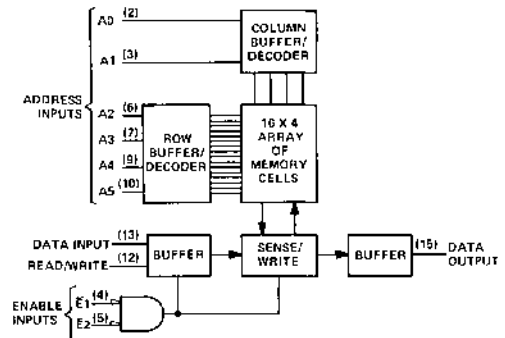 A0 (2)
A1 (3)
COLUMN
BUFFER/
DECODER
ADDRESS
INPUTS
A2 (6)
A3 (7)
A4 (9)
A5 (10)
ROW
BUFFER/
DECODER
16 X 4
ARRAY
OF
MEMORY
CELLS
DATA INPUT (13)
READ/WRITE (12)
BUFFER
SENSE/
WRITE
BUFFER
(15) DATA
OUTPUT
ENABLE
INPUTS
E1 (4)
E2 (5)